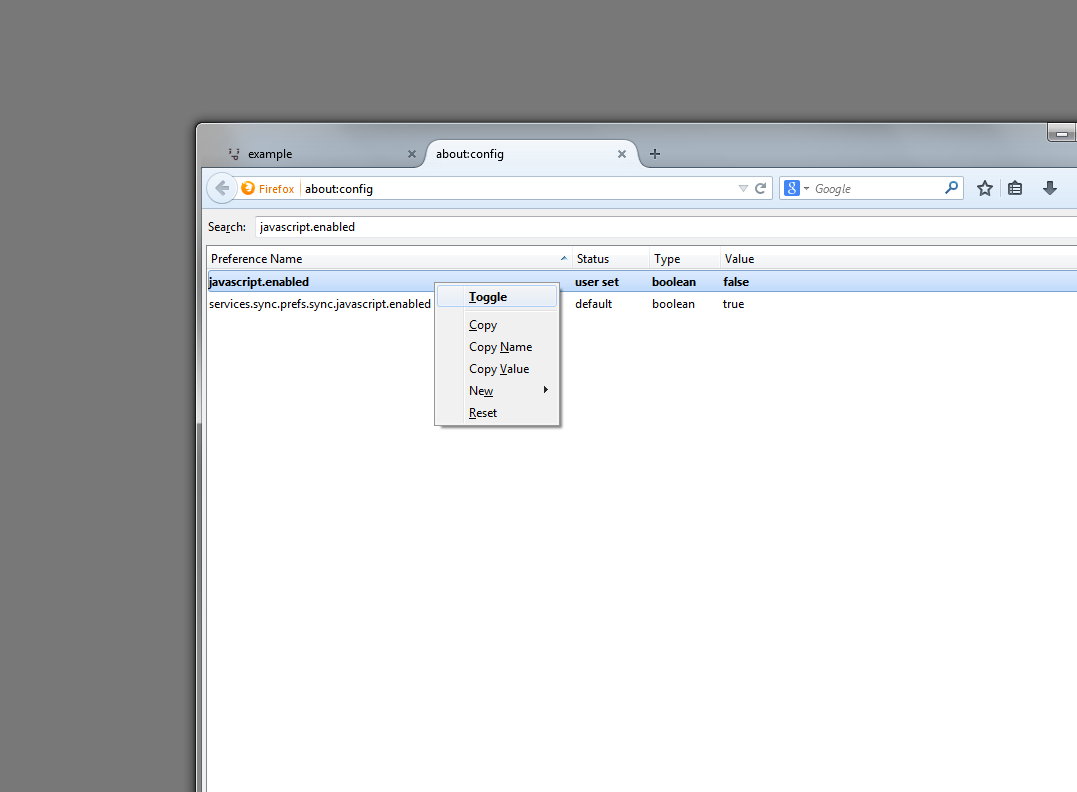 example
about:config
Firefox about:config Google
Search: javascript.enabled
Preference Name Status Type Value
javascript.enabled user set boolean false
services.sync.prefs.sync.javascript.enabled default boolean true
Toggle
Copy
Copy Name
Copy Value
New
Reset